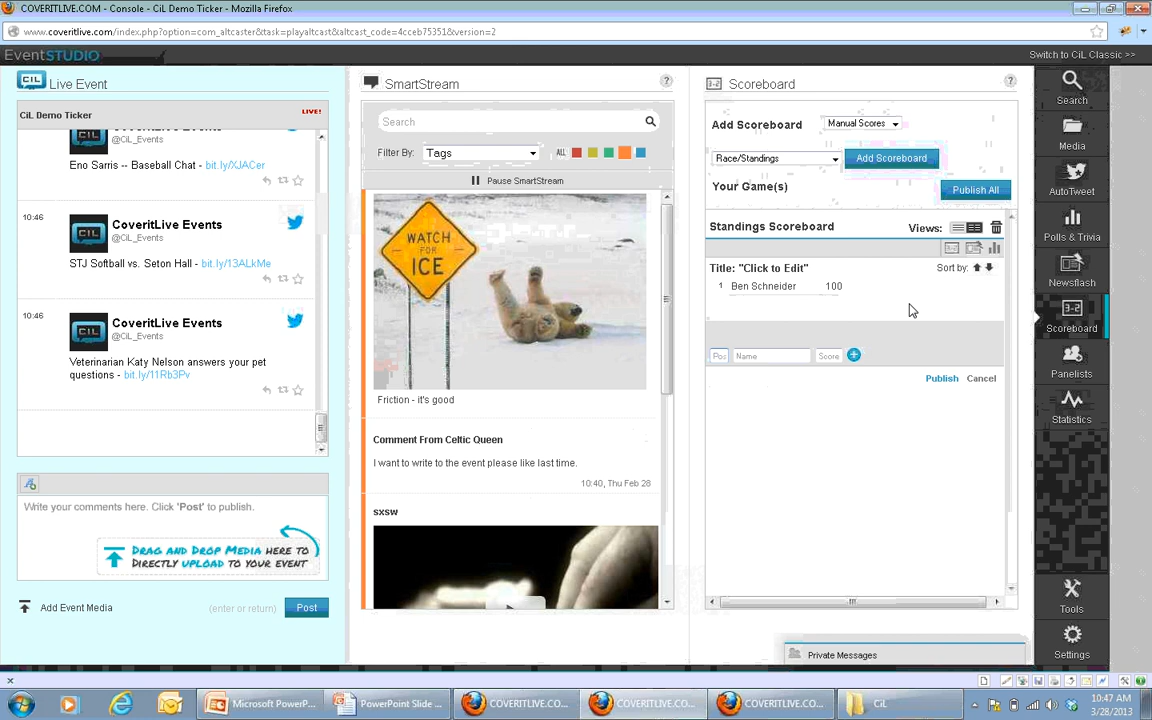 COVERITLIVE.COM - Console - CiL Demo Ticker - Mozilla Firefox
www.coveritlive.com/index.php?option=com_altcaster&task=playaltcast&altcast_code=4cceb75351&version=2
EventSTUDIO
Switch to CiL Classic >>
CiL Live Event
CiL Demo Ticker
LIVE!
CoveritLive Events
@CiL_Events
Eno Sarris -- Baseball Chat - bit.ly/XJACer
10:46
CoveritLive Events
@CiL_Events
STJ Softball vs. Seton Hall - bit.ly/13ALkMe
10:46
CoveritLive Events
@CiL_Events
Veterinarian Katy Nelson answers your pet
questions - bit.ly/11Rb3Pv
Write your comments here. Click 'Post' to publish.
DRAG AND DROP MEDIA HERE TO
DIRECTLY UPLOAD TO YOUR EVENT
Add Event Media
(enter or return)
Post
SmartStream
?
Search
Filter By:
Tags
ALL
Pause SmartStream
WATCH
FOR
ICE
Friction - it's good
Comment From Celtic Queen
I want to write to the event please like last time.
10:40, Thu Feb 28
sxsw
3-2 Scoreboard
?
Add Scoreboard
Manual Scores
Race/Standings
Add Scoreboard
Your Game(s)
Publish All
Standings Scoreboard
Views:
Title: "Click to Edit"
Sort by:
1 Ben Schneider 100
Pos
Name
Score
Publish
Cancel
Private Messages
Search
Media
AutoTweet
Polls & Trivia
Newsflash
3-2
Scoreboard
Panelists
Statistics
Tools
Settings
Microsoft PowerP...
PowerPoint Slide ...
COVERITLIVE.CO...
COVERITLIVE.CO...
COVERITLIVE.CO...
CiL
10:47 AM
3/28/2013